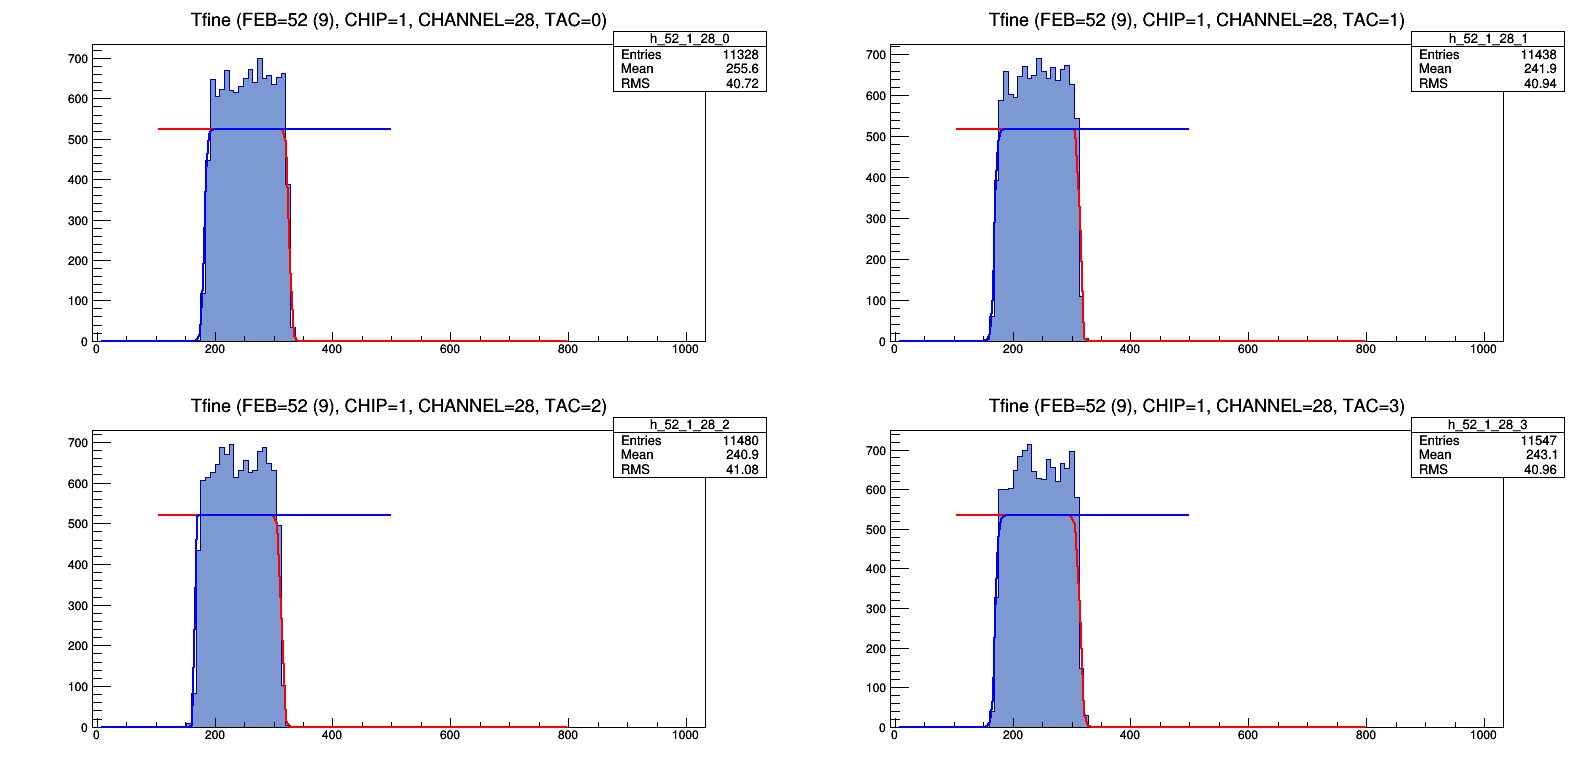 Tfine (FEB=52 (9), CHIP=1, CHANNEL=28, TAC=0)
h_52_1_28_0
Entries 11328
Mean 255.6
RMS 40.72
700
600
500
400
300
200
100
0
0 200 400 600 800 1000
Tfine (FEB=52 (9), CHIP=1, CHANNEL=28, TAC=1)
h_52_1_28_1
Entries 11438
Mean 241.9
RMS 40.94
700
600
500
400
300
200
100
0
0 200 400 600 800 1000
Tfine (FEB=52 (9), CHIP=1, CHANNEL=28, TAC=2)
h_52_1_28_2
Entries 11480
Mean 240.9
RMS 41.08
700
600
500
400
300
200
100
0
0 200 400 600 800 1000
Tfine (FEB=52 (9), CHIP=1, CHANNEL=28, TAC=3)
h_52_1_28_3
Entries 11547
Mean 243.1
RMS 40.96
700
600
500
400
300
200
100
0
0 200 400 600 800 1000